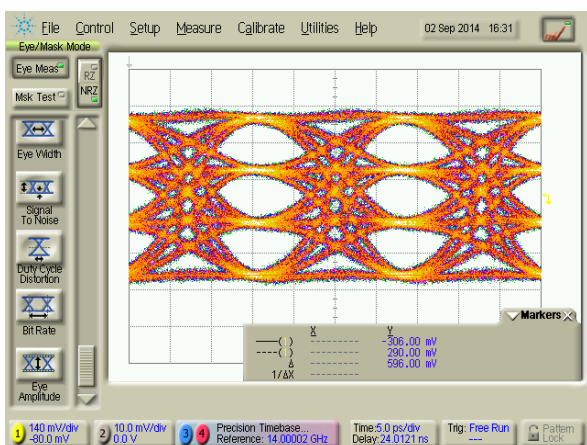 File Control Setup Measure Calibrate Utilities Help 02 Sep 2014 16:31
Eye/Mask Mode
Eye Meas
RZ
Msk Test
NRZ
Eye Width
Signal
To Noise
Duty Cycle
Distortion
Bit Rate
Eye
Amplitude
Markers
X Y
—( ) --------- -306.00 mV
----( ) --------- 290.00 mV
Δ --------- 596.00 mV
1/ΔX ---------
1 140 mV/div
-80.0 mV
2 10.0 mV/div
0.0 V
3 4 Precision Timebase...
Reference: 14.00002 GHz
Time:5.0 ps/div
Delay:24.0121 ns
Trig: Free Run
---
Pattern
Lock